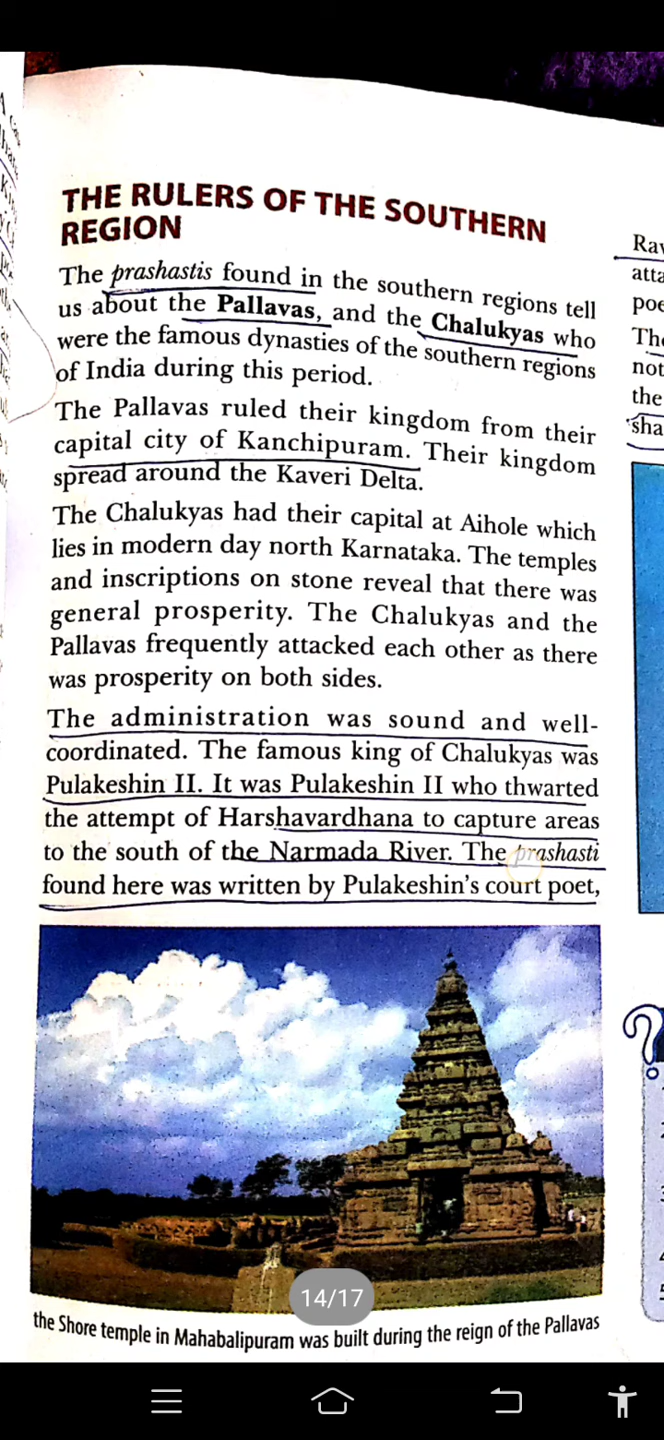 THE RULERS OF THE SOUTHERN
REGION
The prashastis found in the southern regions tell
us about the Pallavas, and the Chalukyas who
were the famous dynasties of the southern regions
of India during this period.
The Pallavas ruled their kingdom from their
capital city of Kanchipuram. Their kingdom
spread around the Kaveri Delta.
The Chalukyas had their capital at Aihole which
lies in modern day north Karnataka. The temples
and inscriptions on stone reveal that there was
general prosperity. The Chalukyas and the
Pallavas frequently attacked each other as there
was prosperity on both sides.
The administration was sound and well-
coordinated. The famous king of Chalukyas was
Pulakeshin II. It was Pulakeshin II who thwarted
the attempt of Harshavardhana to capture areas
to the south of the Narmada River. The prashasti
found here was written by Pulakeshin's court poet,
14/17
the Shore temple in Mahabalipuram was built during the reign of the Pallavas
Rav
atta
poe
The
not
the
'sha
?